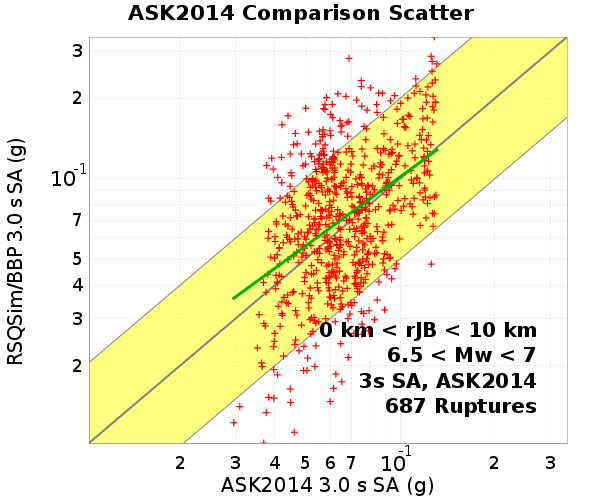 ASK2014 Comparison Scatter
RSQSim/BBP 3.0 s SA (g)
3
2
10⁻¹
7
5
4
3
2
0 km < rJB < 10 km
6.5 < Mw < 7
3s SA, ASK2014
687 Ruptures
2 3 4 5 6 7 10⁻¹ 2 3
ASK2014 3.0 s SA (g)